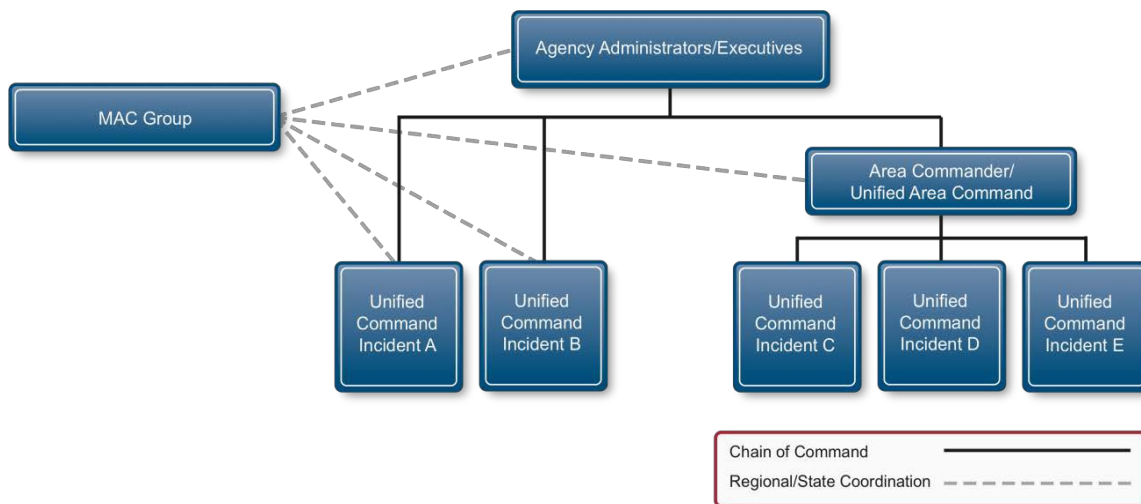 Agency Administrators/Executives
MAC Group
Area Commander/
Unified Area Command
Unified
Command
Incident A
Unified
Command
Incident B
Unified
Command
Incident C
Unified
Command
Incident D
Unified
Command
Incident E
Chain of Command
Regional/State Coordination